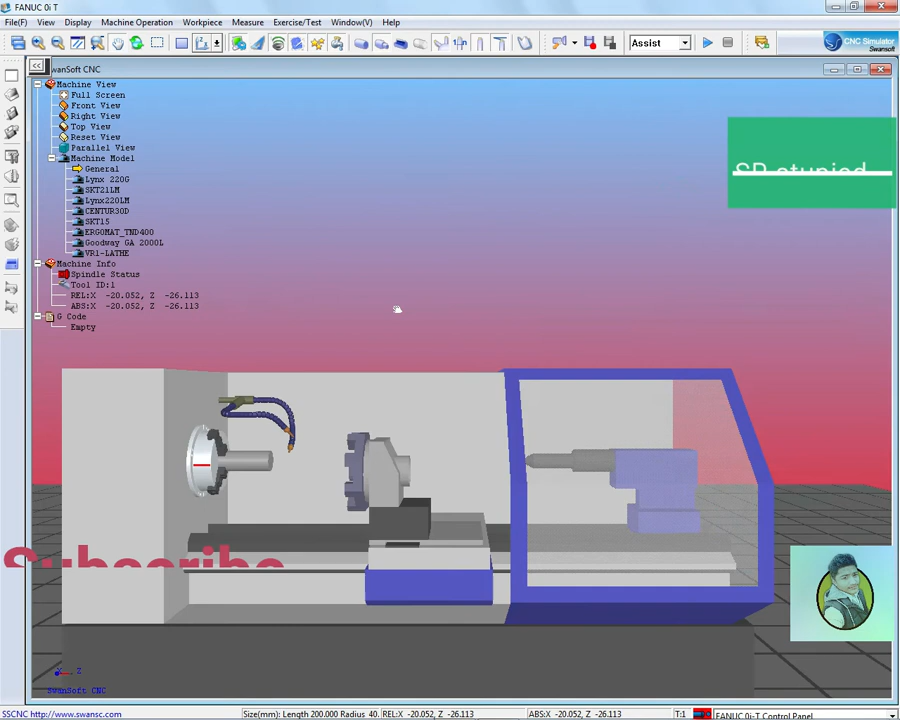 FANUC 0i T
File(F) View Display Machine Operation Workpiece Measure Exercise/Test Window(V) Help
Assist
CNC Simulator
Swansoft
<<
wanSoft CNC
Machine View
Full Screen
Front View
Right View
Top View
Reset View
Parallel View
Machine Model
General
Lynx 220G
SKT21LM
Lynx220LM
CENTUR30D
SKT15
ERGOMAT_TND400
Goodway GA 2000L
VR1-LATHE
Machine Info
Spindle Status
Tool ID:1
REL:X -20.052, Z -26.113
ABS:X -20.052, Z -26.113
G Code
Empty
Subscribe
Z
SwanSoft CNC
SSCNC http://www.swansc.com
Size(mm): Length 200.000 Radius 40.
REL:X -20.052, Z -26.113
ABS:X -20.052, Z -26.113
T:1
FANUC 0i-T Control Panel